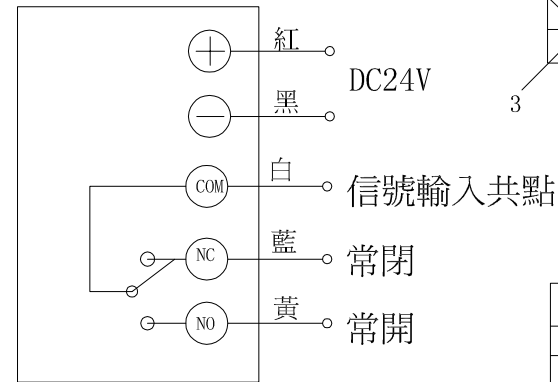 紅
DC24V
黑
3
COM 白 信號輸入共點
NC 藍 常閉
NO 黃 常開